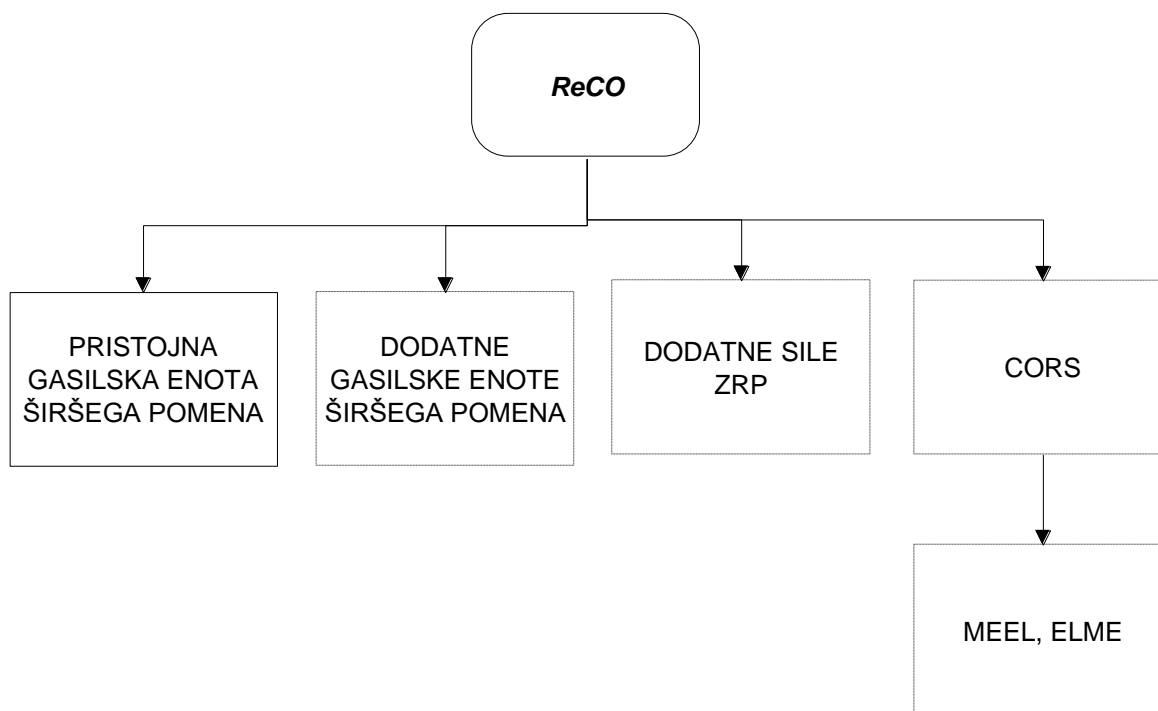 ReCO
PRISTOJNA
GASILSKA ENOTA
ŠIRŠEGA POMENA
DODATNE
GASILSKE ENOTE
ŠIRŠEGA POMENA
DODATNE SILE
ZRP
CORS
MEEL, ELME